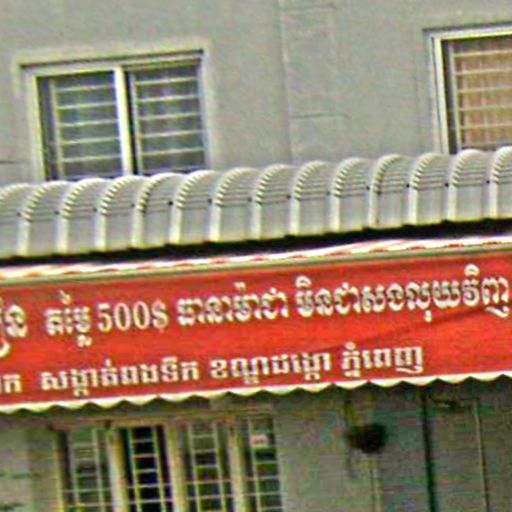 តម្លៃ 500$ ធានាម៉ាជា មិនជាសងលុយវិញ
សង្កាត់ពងទឹក ខណ្ឌដង្កោ ភ្នំពេញ